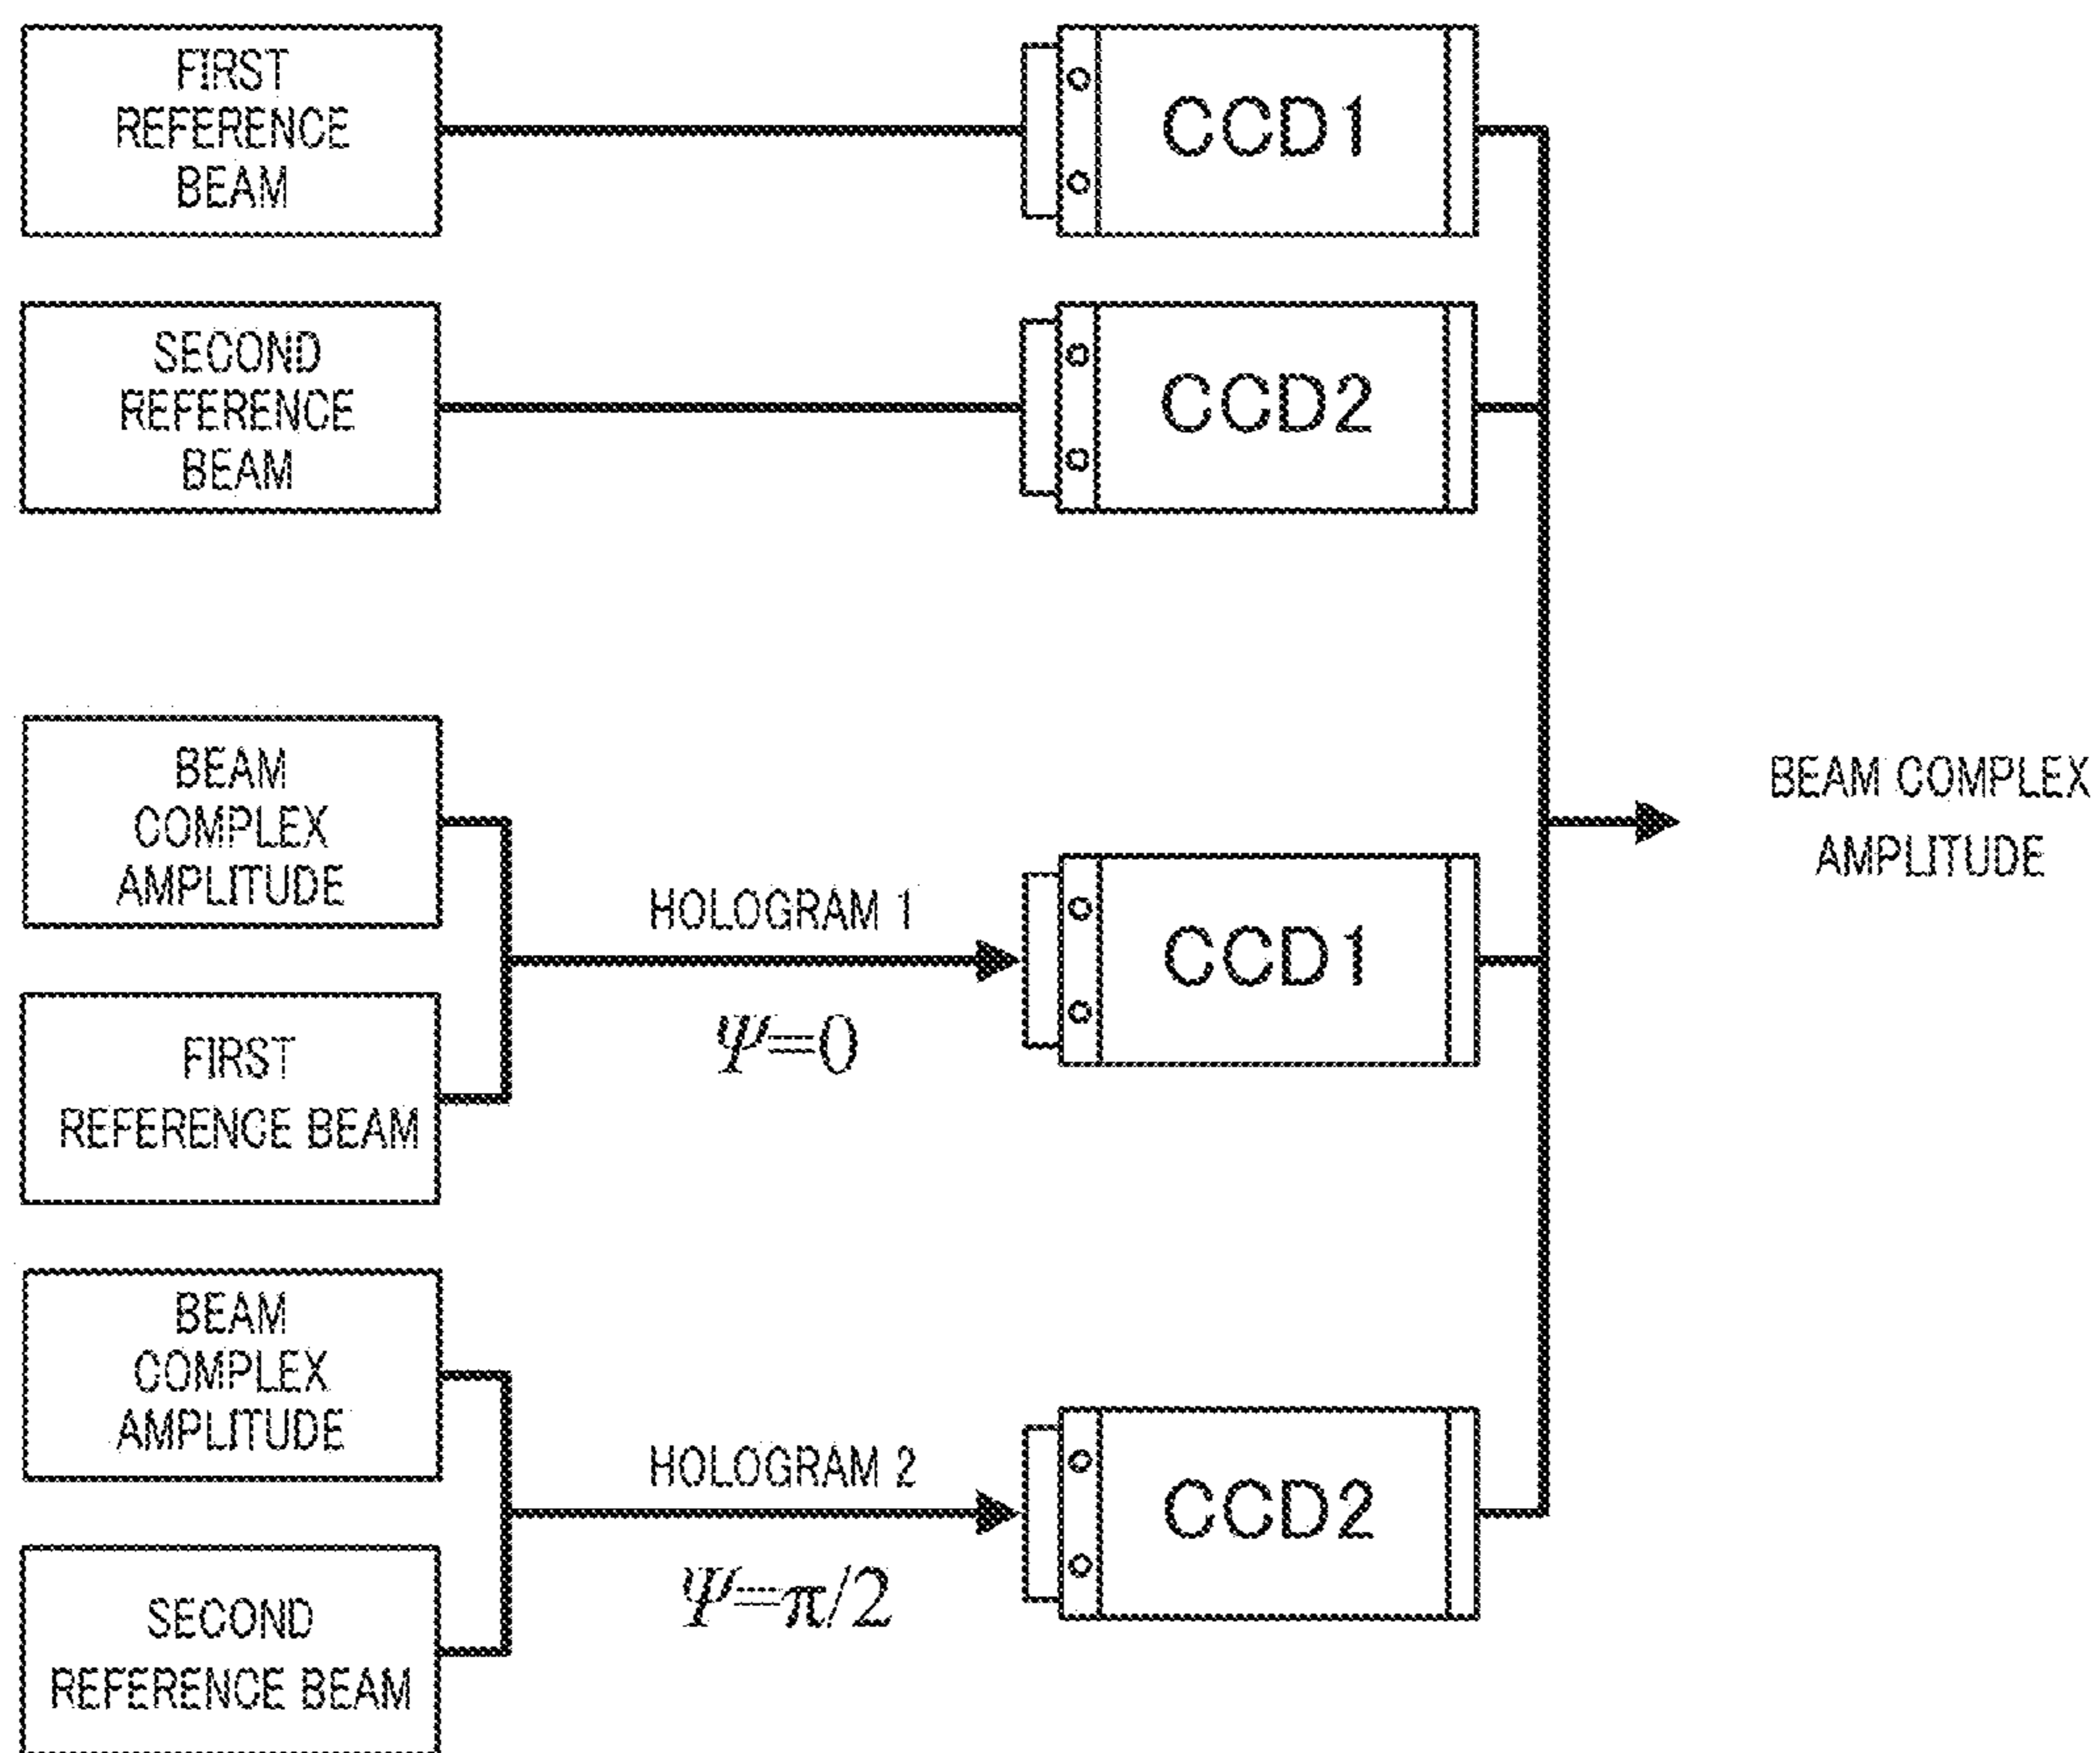 FIRST
REFERENCE
BEAM
CCD1
SECOND
REFERENCE
BEAM
CCD2
BEAM
COMPLEX
AMPLITUDE
HOLOGRAM 1
Ψ=0
FIRST
REFERENCE BEAM
CCD1
BEAM COMPLEX
AMPLITUDE
BEAM
COMPLEX
AMPLITUDE
HOLOGRAM 2
Ψ=π/2
SECOND
REFERENCE BEAM
CCD2